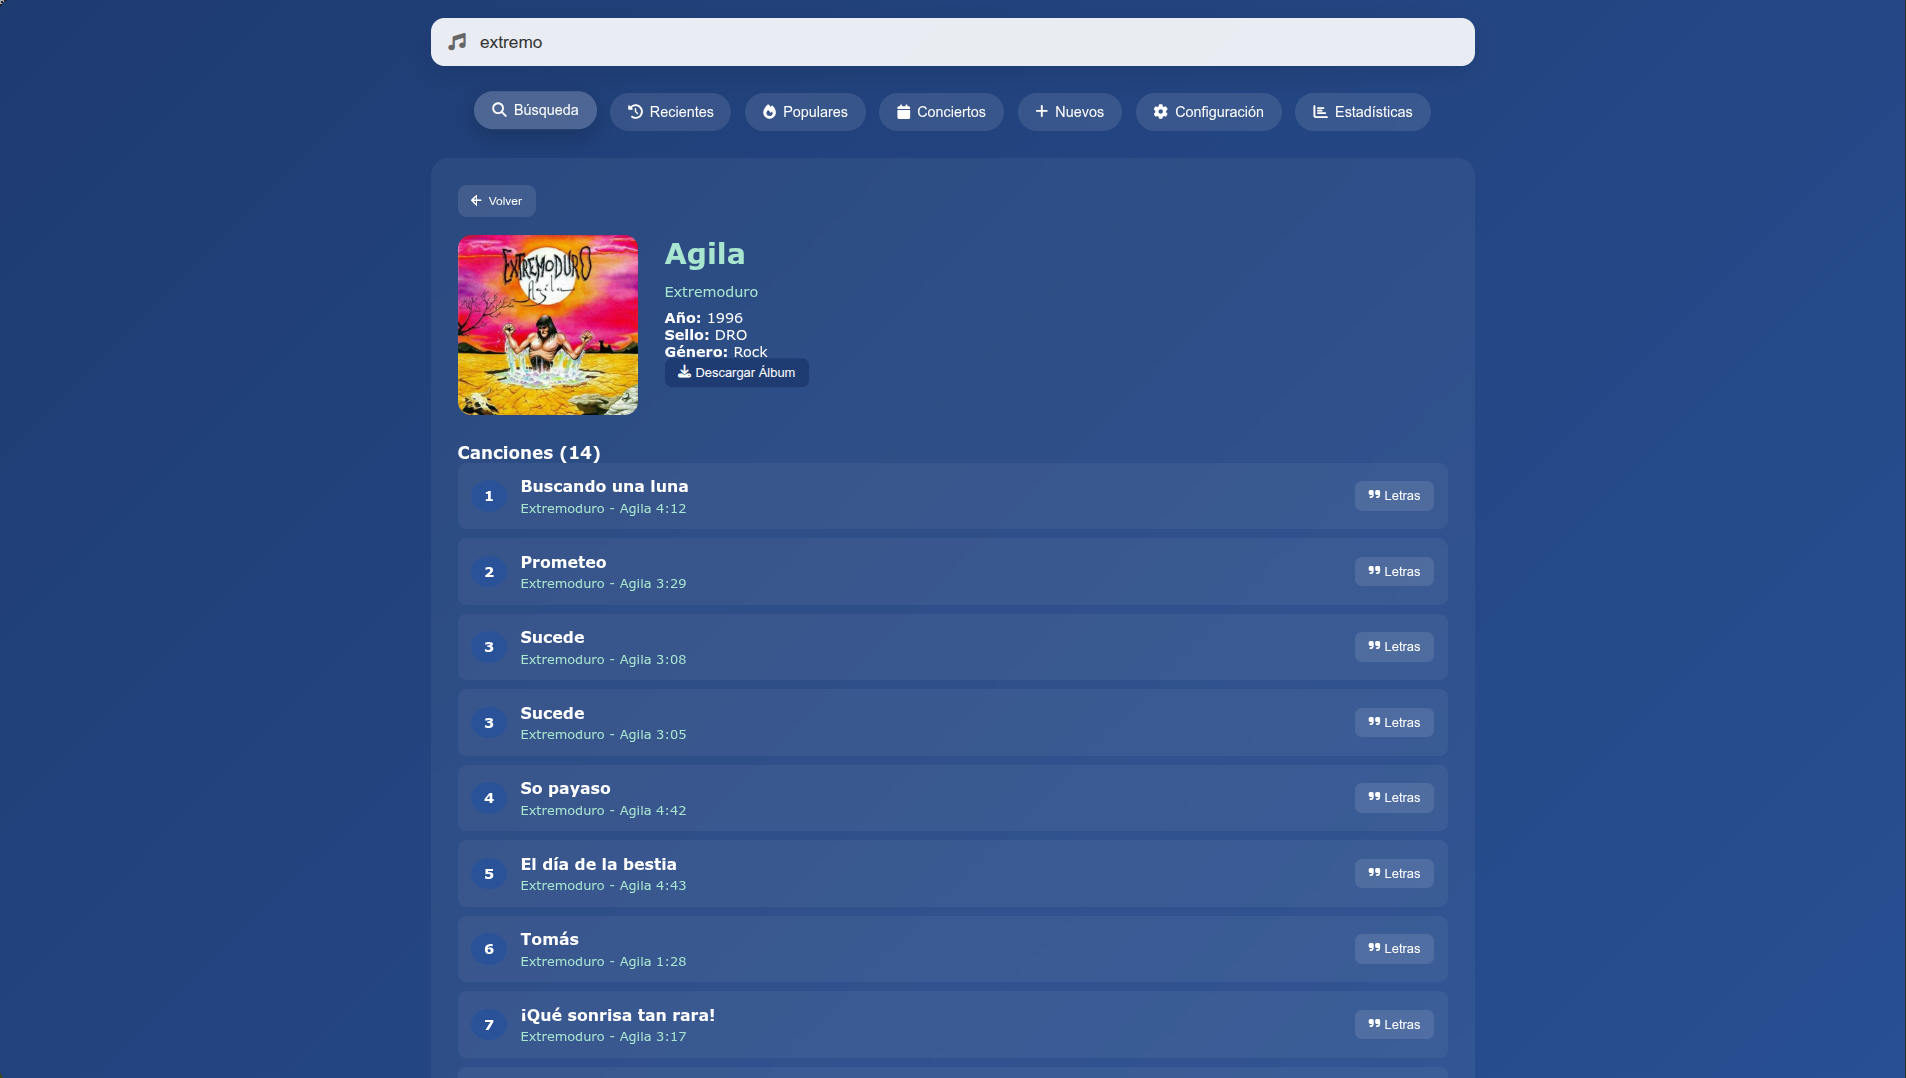 extremo
Búsqueda Recientes Populares Conciertos Nuevos Configuración Estadísticas
Volver
EXTREMODURO
Agila
Agila
Extremoduro
Año: 1996
Sello: DRO
Género: Rock
Descargar Álbum
Canciones (14)
1 Buscando una luna
Extremoduro - Agila 4:12
Letras
2 Prometeo
Extremoduro - Agila 3:29
Letras
3 Sucede
Extremoduro - Agila 3:08
Letras
3 Sucede
Extremoduro - Agila 3:05
Letras
4 So payaso
Extremoduro - Agila 4:42
Letras
5 El día de la bestia
Extremoduro - Agila 4:43
Letras
6 Tomás
Extremoduro - Agila 1:28
Letras
7 ¡Qué sonrisa tan rara!
Extremoduro - Agila 3:17
Letras